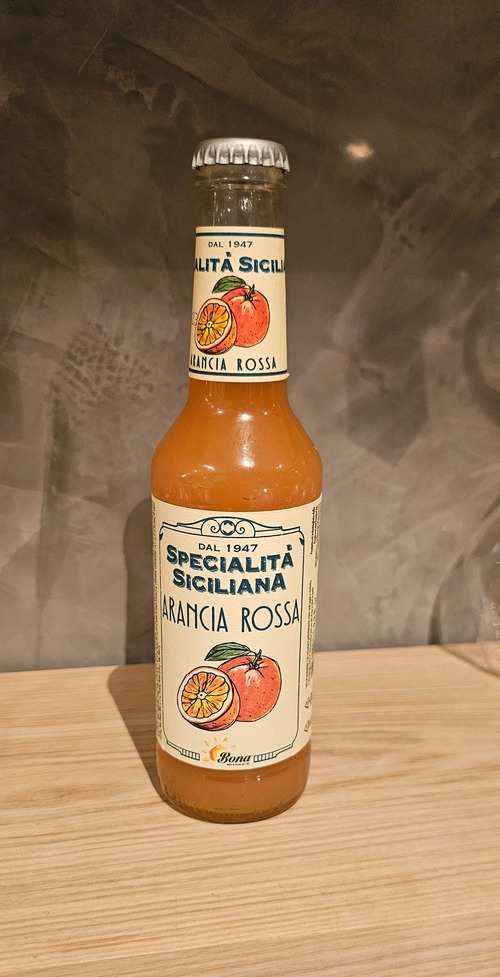 DAL 1947
ALITÀ SICILI
ARANCIA ROSSA
DAL 1947
SPECIALITÀ
SICILIANA
ARANCIA ROSSA
Bona